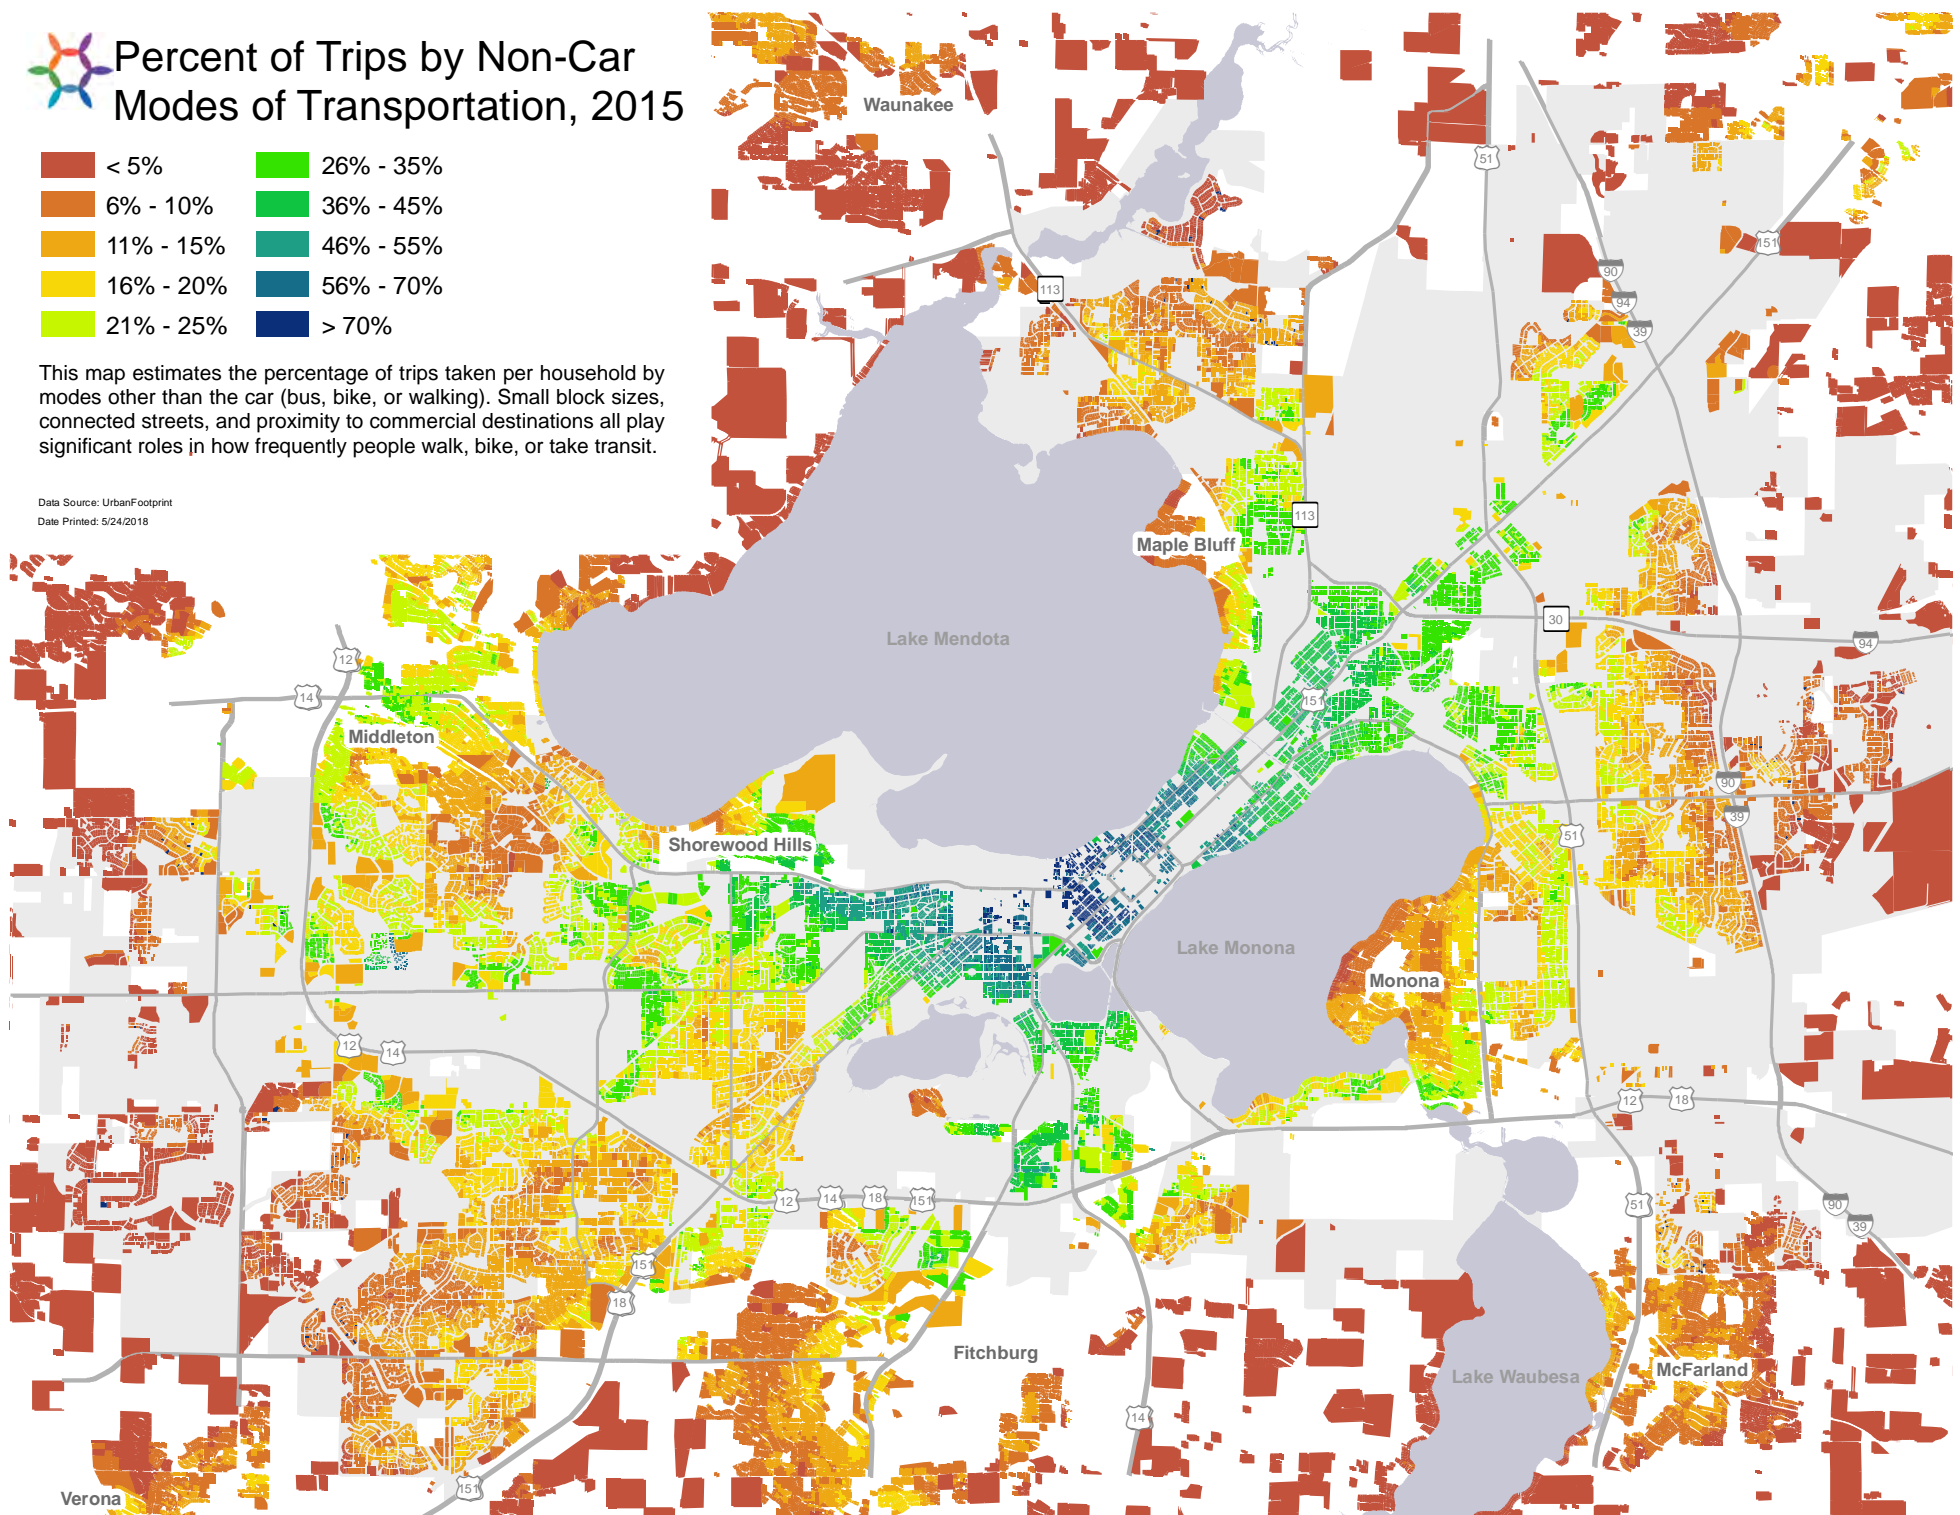 Percent of Trips by Non-Car
Modes of Transportation, 2015
< 5%
6% - 10%
11% - 15%
16% - 20%
21% - 25%
26% - 35%
36% - 45%
46% - 55%
56% - 70%
> 70%
This map estimates the percentage of trips taken per household by
modes other than the car (bus, bike, or walking). Small block sizes,
connected streets, and proximity to commercial destinations all play
significant roles in how frequently people walk, bike, or take transit.
Data Source: UrbanFootprint
Date Printed: 5/24/2018
Waunakee
51
151
90
94
39
113
113
Maple Bluff
30
94
Lake Mendota
12
14
151
Middleton
90
39
51
Shorewood Hills
Lake Monona
Monona
12
14
12
18
12
14
18
151
51
90
39
151
18
Fitchburg
Lake Waubesa
McFarland
14
151
Verona